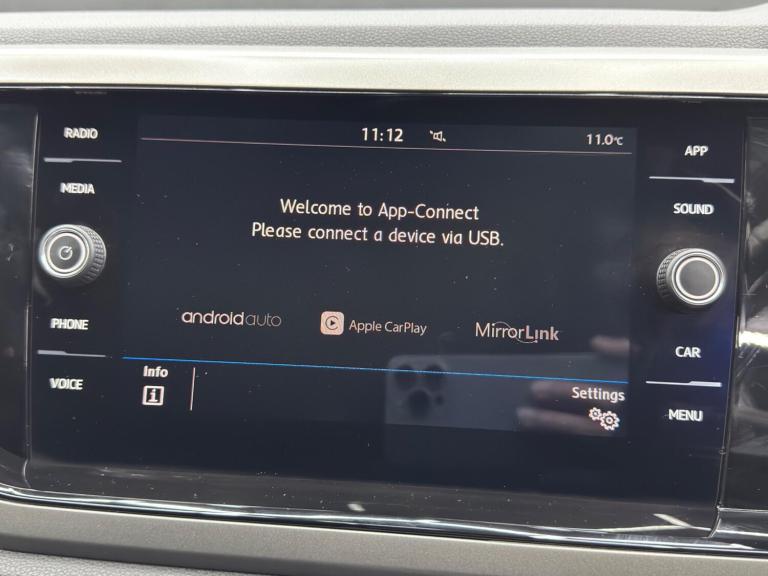 RADIO
MEDIA
PHONE
VOICE
11:12
11.0°C
Welcome to App-Connect
Please connect a device via USB.
androidauto
Apple CarPlay
MirrorLink
Info
i
Settings
APP
SOUND
CAR
MENU